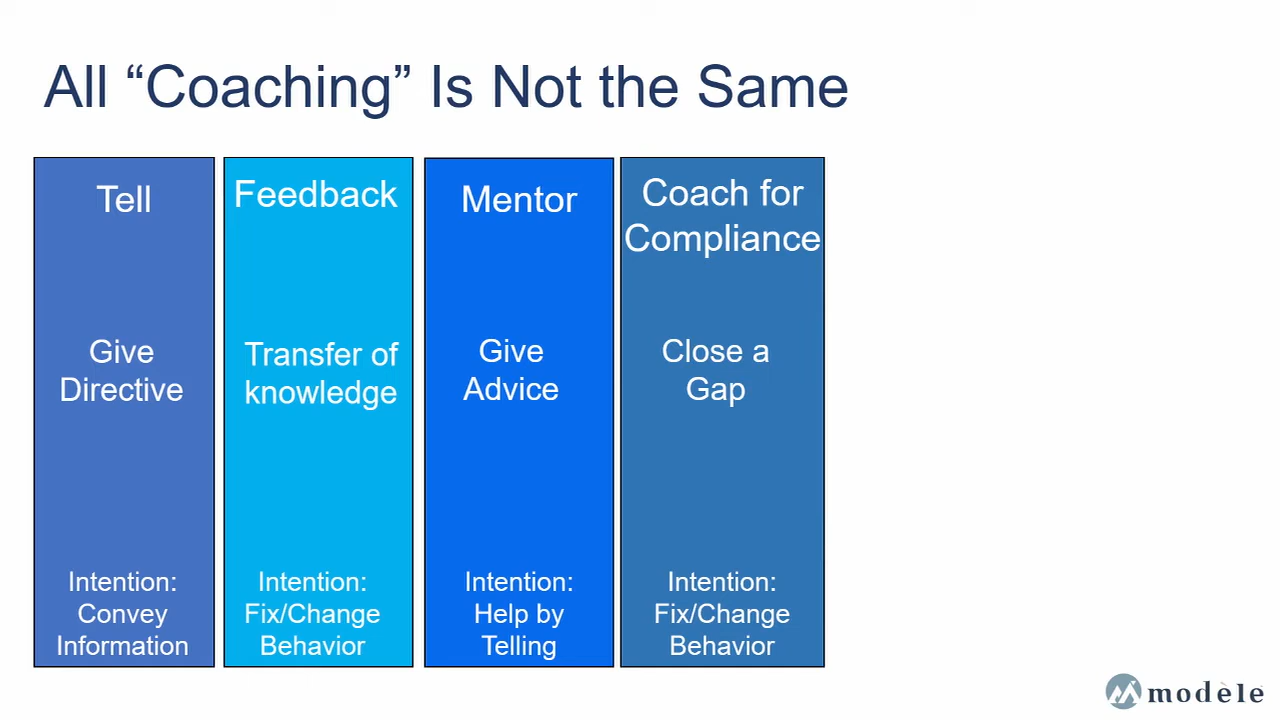 All “Coaching” Is Not the Same
Tell
Give
Directive
Intention:
Convey
Information
Feedback
Transfer of
knowledge
Intention:
Fix/Change
Behavior
Mentor
Give
Advice
Intention:
Help by
Telling
Coach for
Compliance
Close a
Gap
Intention:
Fix/Change
Behavior
modèle